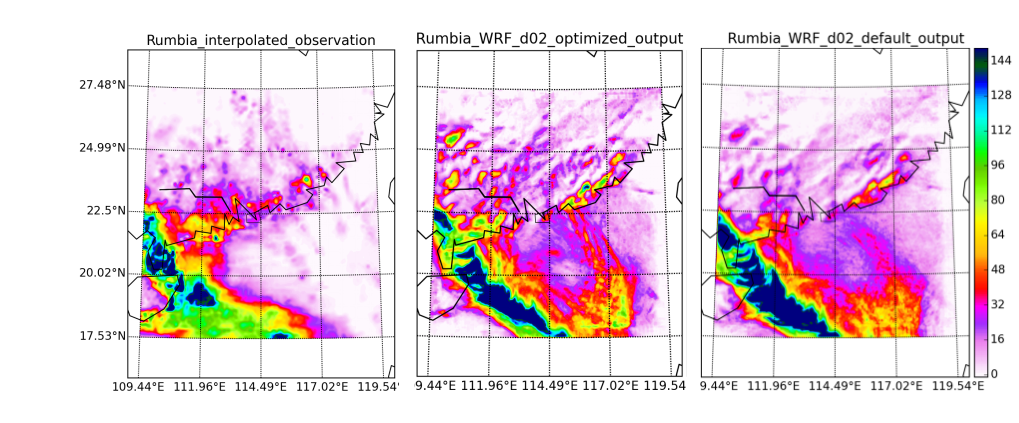 Rumbia_interpolated_observation
Rumbia_WRF_d02_optimized_output
Rumbia_WRF_d02_default_output
27.48°N
24.99°N
22.5°N
20.02°N
17.53°N
109.44°E 111.96°E 114.49°E 117.02°E 119.54°
9.44°E 111.96°E 114.49°E 117.02°E 119.54
9.44°E 111.96°E 114.49°E 117.02°E 119.54°E
144
128
112
96
80
64
48
32
16
0